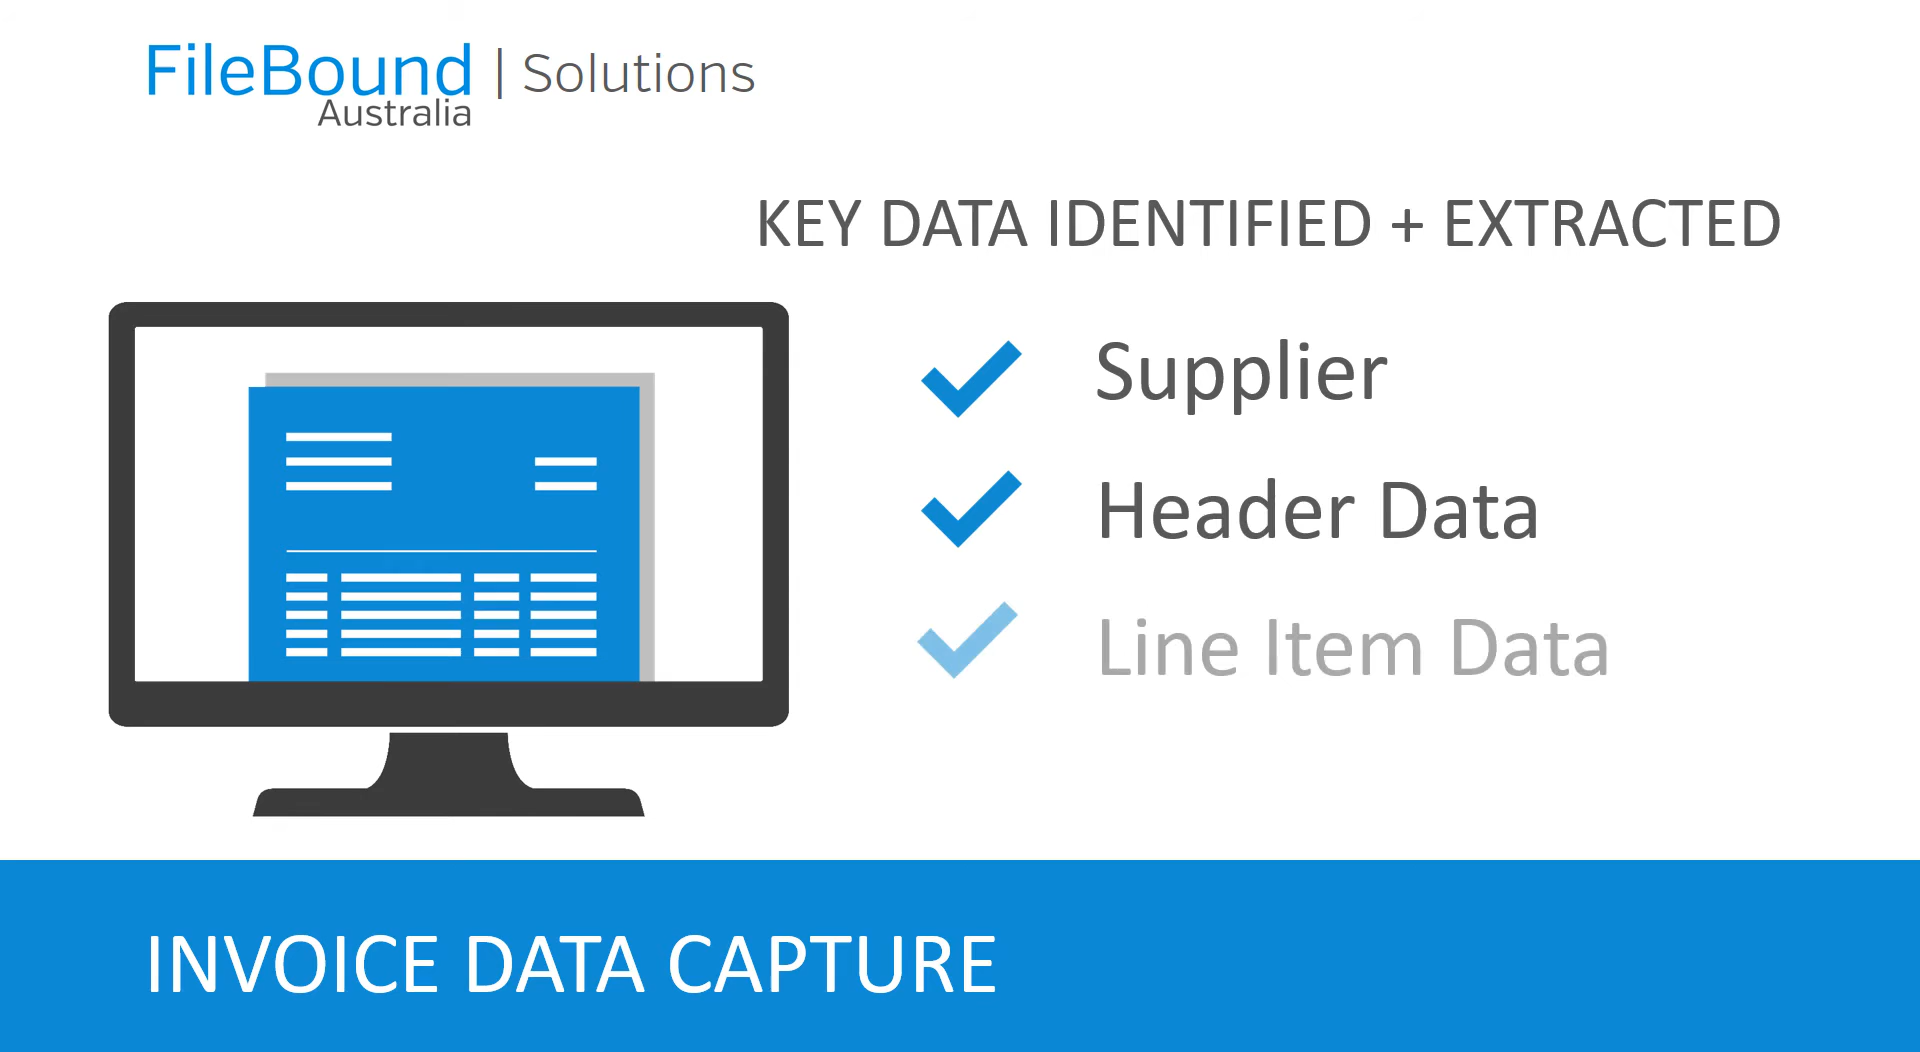 FileBound | Solutions
Australia
KEY DATA IDENTIFIED + EXTRACTED
Supplier
Header Data
Line Item Data
INVOICE DATA CAPTURE